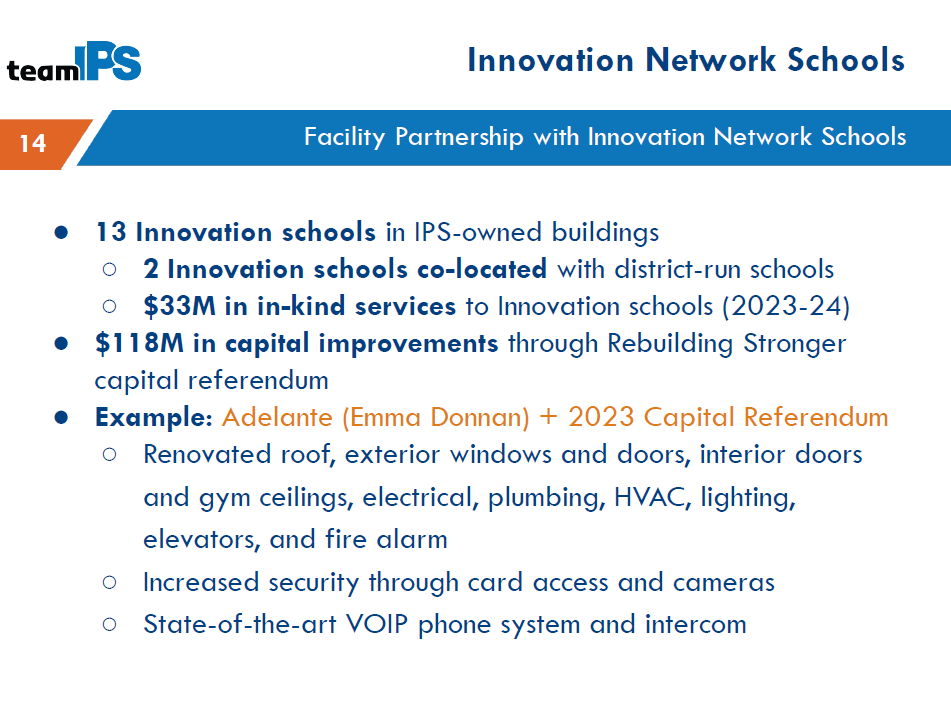 teamIPS
Innovation Network Schools
14
Facility Partnership with Innovation Network Schools
● 13 Innovation schools in IPS-owned buildings
○ 2 Innovation schools co-located with district-run schools
○ $33M in in-kind services to Innovation schools (2023-24)
● $118M in capital improvements through Rebuilding Stronger
capital referendum
● Example: Adelante (Emma Donnan) + 2023 Capital Referendum
○ Renovated roof, exterior windows and doors, interior doors
and gym ceilings, electrical, plumbing, HVAC, lighting,
elevators, and fire alarm
○ Increased security through card access and cameras
○ State-of-the-art VOIP phone system and intercom